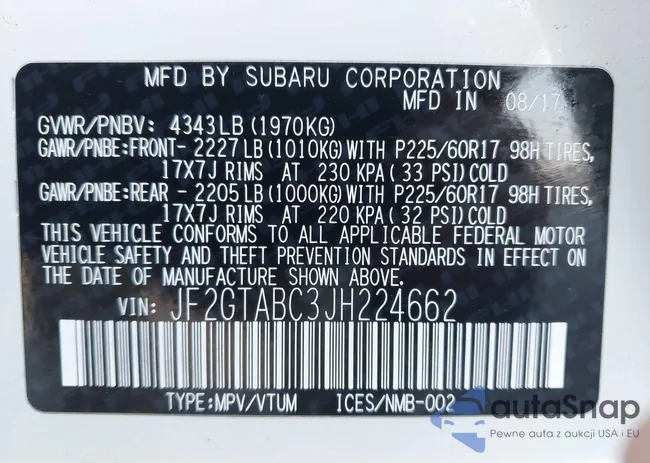 MFD BY SUBARU CORPORATION
MFD IN 08/17
GVWR/PNBV: 4343LB (1970KG)
GAWR/PNBE:FRONT- 2227LB(1010KG)WITH P225/60R17 98H TIRES,
17X7J RIMS AT 230 KPA (33 PSI)COLD
GAWR/PNBE:REAR - 2205LB(1000KG)WITH P225/60R17 98H TIRES,
17X7J RIMS AT 220 KPA (32 PSI)COLD
THIS VEHICLE CONFORMS TO ALL APPLICABLE FEDERAL MOTOR
VEHICLE SAFETY AND THEFT PREVENTION STANDARDS IN EFFECT
ON THE DATE OF MANUFACTURE SHOWN ABOVE.
VIN: JF2GTABC3JH224662
TYPE:MPV/VTUM ICES/NMB-002
autaSnap
Pewne auta z aukcji USA i EU